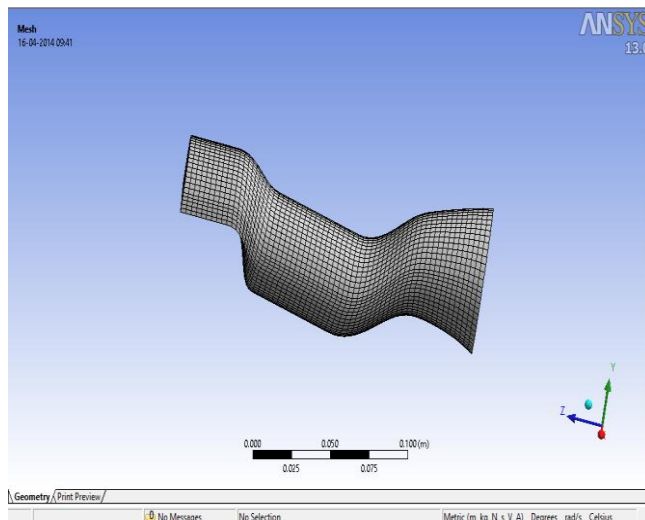 Mesh
16-04-2014 09:41
ANSYS
13.0
Y
Z
0.000 0.050 0.100 (m)
0.025 0.075
Geometry Print Preview
No Messages No Selection Metric (m, kg, N, s, V, A) Degrees rad/s Celsius